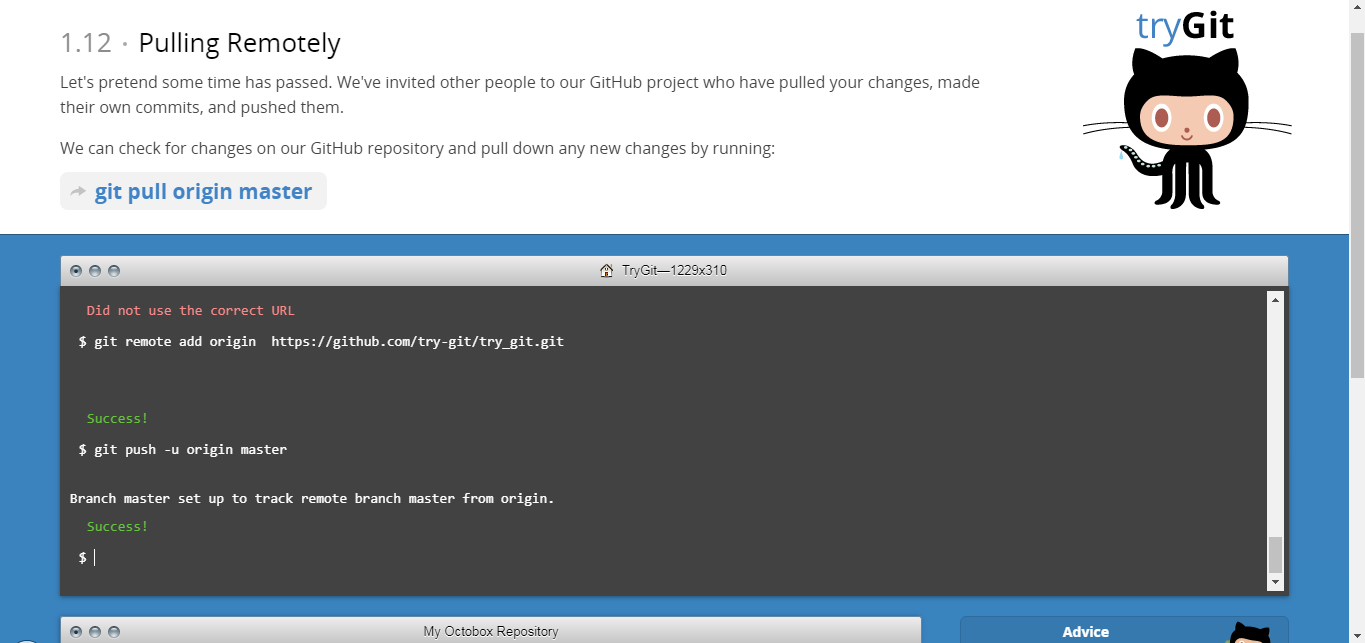 tryGit
1.12 · Pulling Remotely
Let's pretend some time has passed. We've invited other people to our GitHub project who have pulled your changes, made
their own commits, and pushed them.
We can check for changes on our GitHub repository and pull down any new changes by running:
git pull origin master
TryGit—1229x310
Did not use the correct URL
$ git remote add origin  https://github.com/try-git/try_git.git
Success!
$ git push -u origin master
Branch master set up to track remote branch master from origin.
Success!
$
My Octobox Repository
Advice